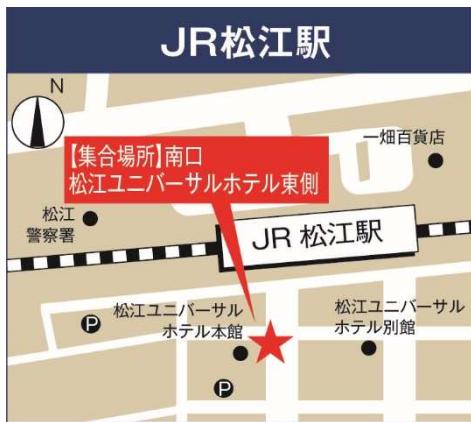 JR松江駅
N
一畑百貨店
【集合場所】南口
松江ユニバーサルホテル東側
松江
警察署
JR 松江駅
松江ユニバーサル
ホテル本館
松江ユニバーサル
ホテル別館
P
P